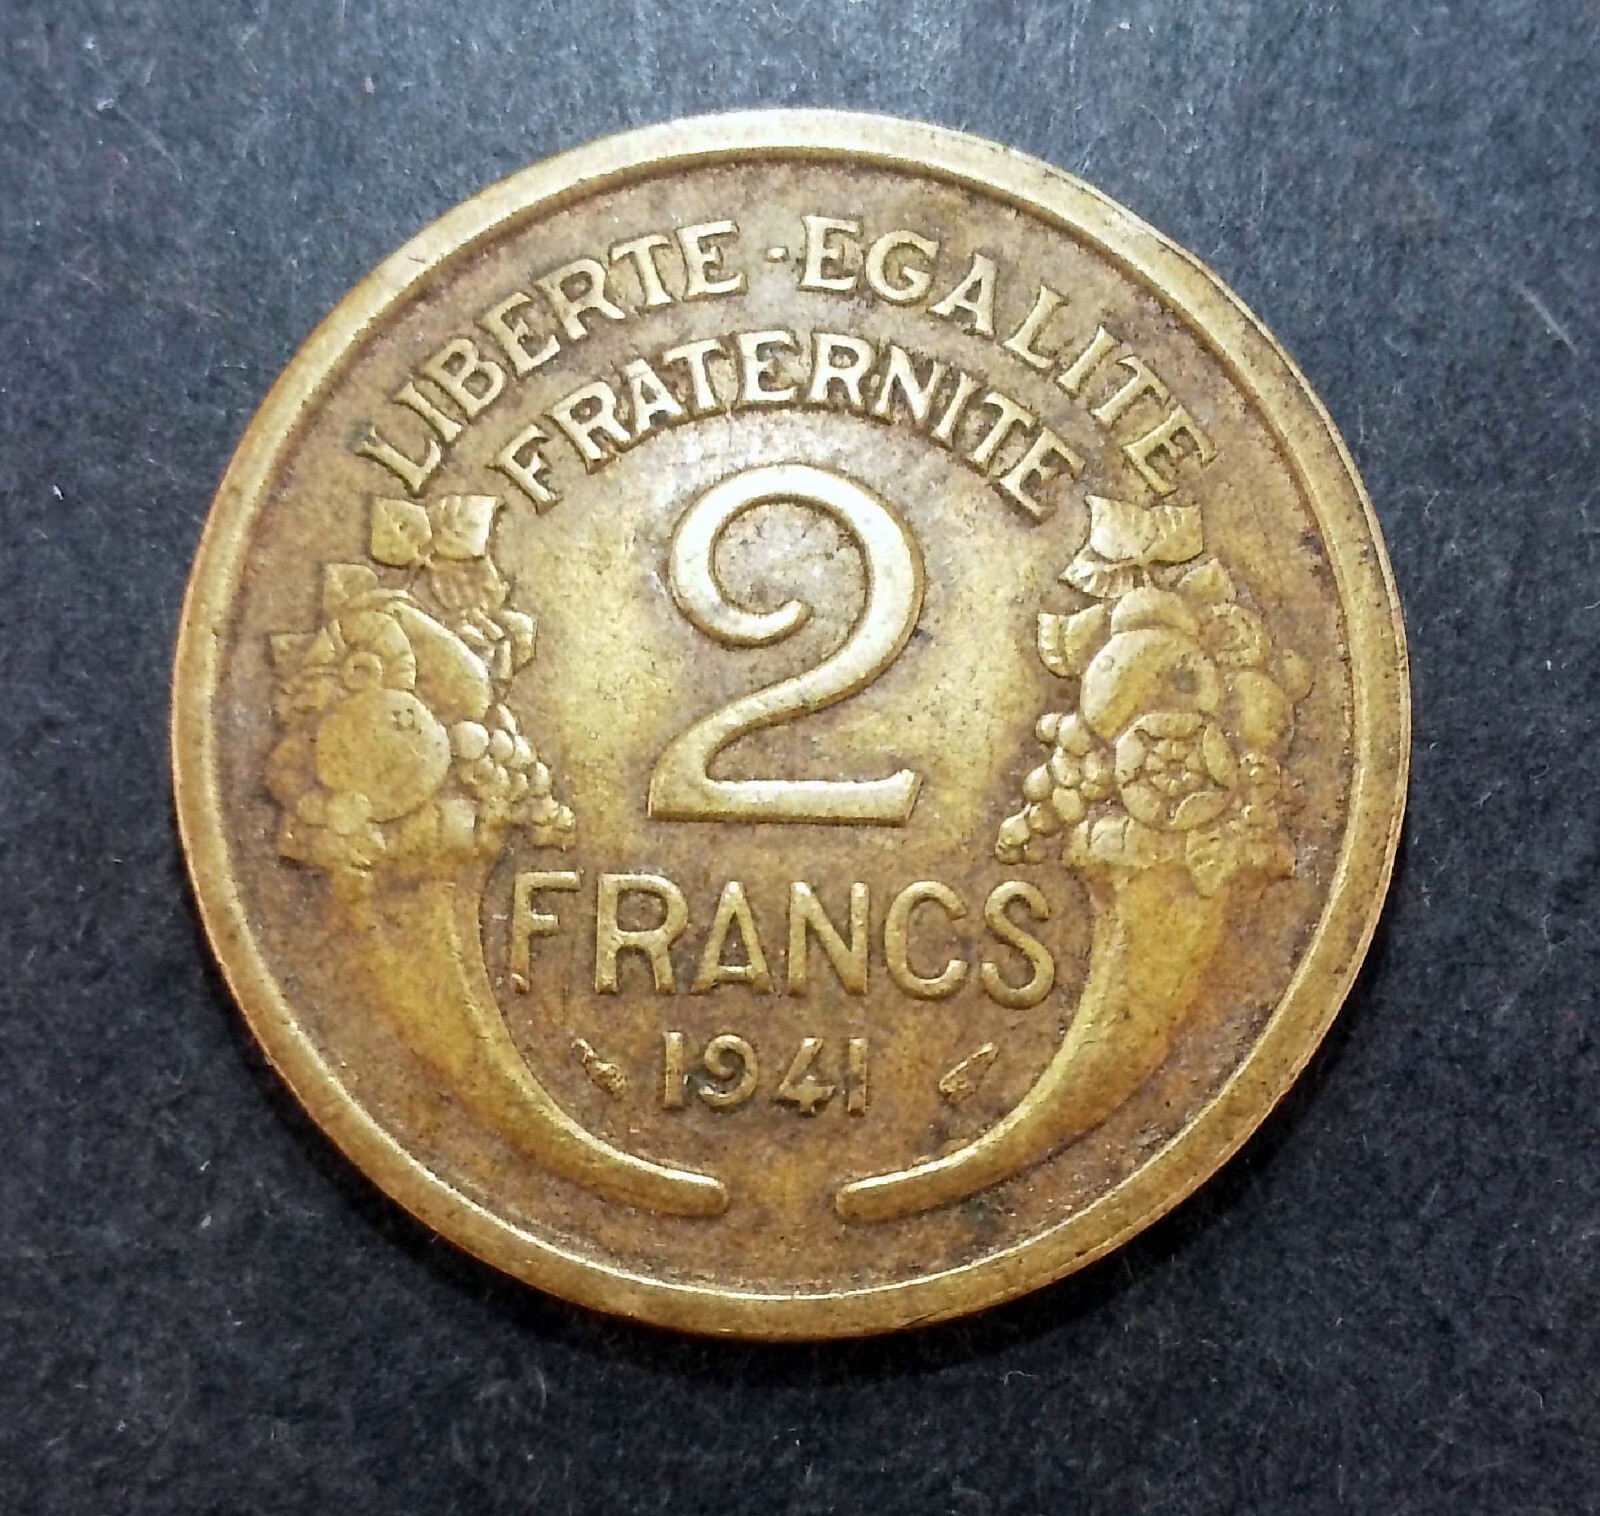 LIBERTE·EGALITE
FRATERNITE
2
FRANCS
1941